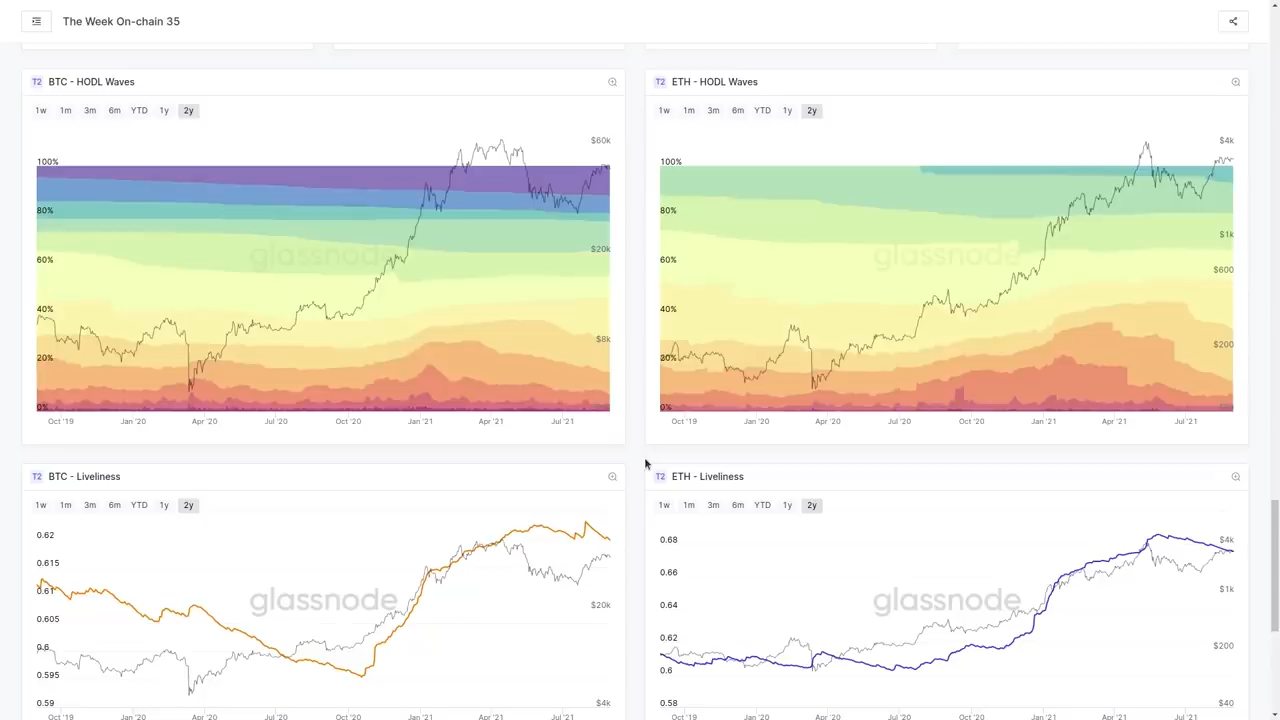 The Week On-chain 35
T2 BTC - HODL Waves
1w 1m 3m 6m YTD 1y 2y
$60k
100%
80%
60%
40%
20%
0%
$20k
$8k
glassnode
Oct '19 Jan '20 Apr '20 Jul '20 Oct '20 Jan '21 Apr '21 Jul '21
T2 ETH - HODL Waves
1w 1m 3m 6m YTD 1y 2y
$4k
100%
80%
60%
40%
20%
0%
$1k
$600
$200
glassnode
Oct '19 Jan '20 Apr '20 Jul '20 Oct '20 Jan '21 Apr '21 Jul '21
T2 BTC - Liveliness
1w 1m 3m 6m YTD 1y 2y
0.62
0.615
0.61
0.605
0.6
0.595
0.59
$20k
$4k
glassnode
Oct '19 Jan '20 Apr '20 Jul '20 Oct '20 Jan '21 Apr '21 Jul '21
T2 ETH - Liveliness
1w 1m 3m 6m YTD 1y 2y
0.68
0.66
0.64
0.62
0.6
0.58
$4k
$1k
$200
$40
glassnode
Oct '19 Jan '20 Apr '20 Jul '20 Oct '20 Jan '21 Apr '21 Jul '21